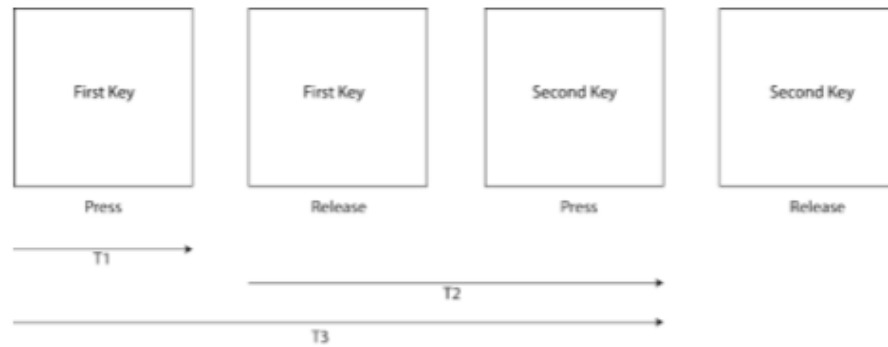 First Key
First Key
Second Key
Second Key
Press
Release
Press
Release
T1
T2
T3